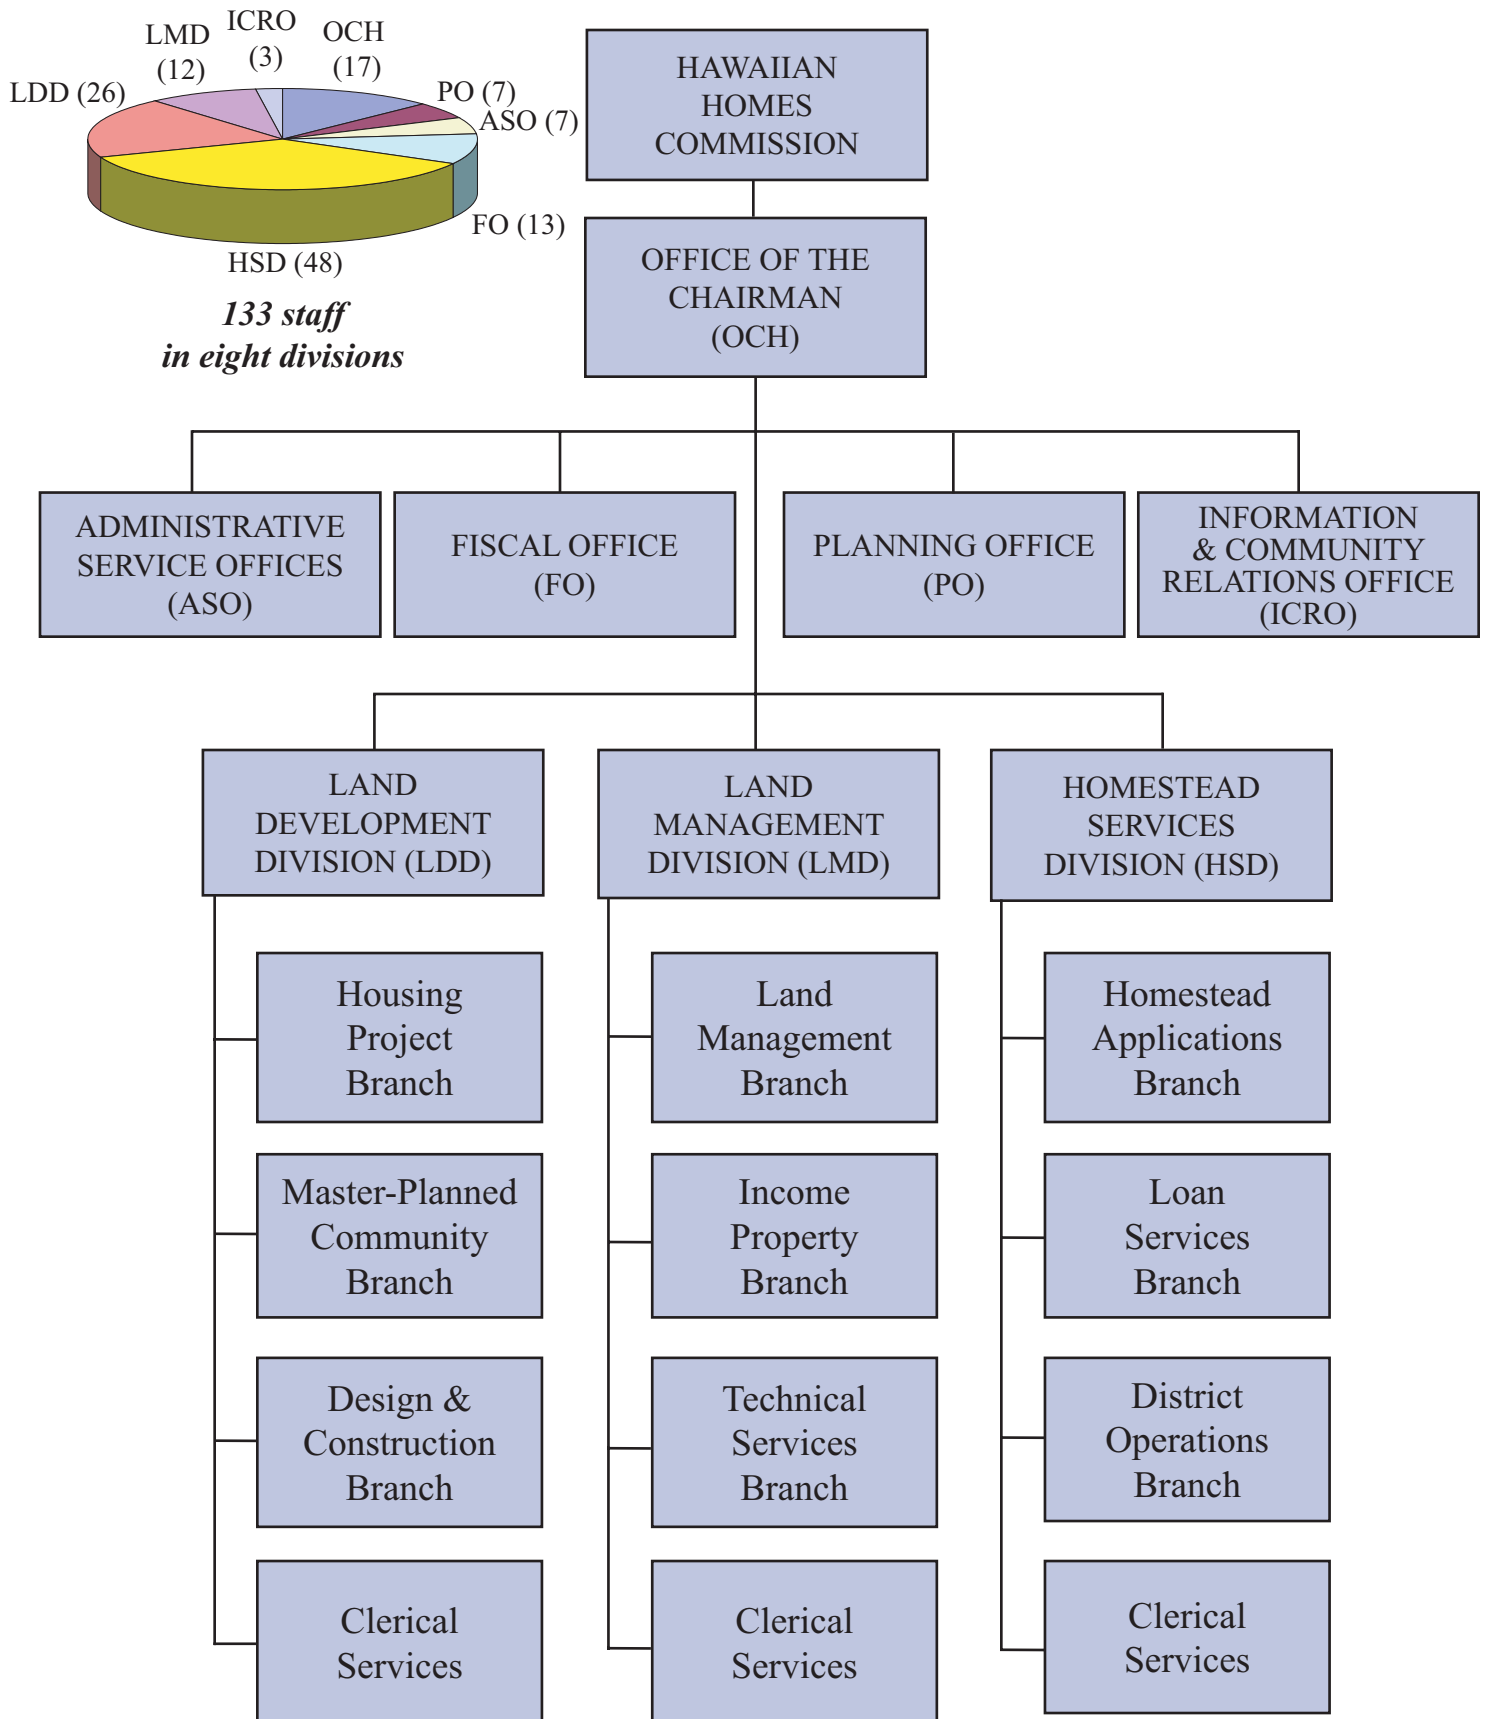 ICRO
(3)
OCH
(17)
LMD
(12)
LDD (26)
PO (7)
ASO (7)
FO (13)
HSD (48)
133 staff
in eight divisions
HAWAIIAN
HOMES
COMMISSION
OFFICE OF THE
CHAIRMAN
(OCH)
ADMINISTRATIVE
SERVICE OFFICES
(ASO)
FISCAL OFFICE
(FO)
PLANNING OFFICE
(PO)
INFORMATION
& COMMUNITY
RELATIONS OFFICE
(ICRO)
LAND
DEVELOPMENT
DIVISION (LDD)
LAND
MANAGEMENT
DIVISION (LMD)
HOMESTEAD
SERVICES
DIVISION (HSD)
Housing
Project
Branch
Land
Management
Branch
Homestead
Applications
Branch
Master-Planned
Community
Branch
Income
Property
Branch
Loan
Services
Branch
Design &
Construction
Branch
Technical
Services
Branch
District
Operations
Branch
Clerical
Services
Clerical
Services
Clerical
Services